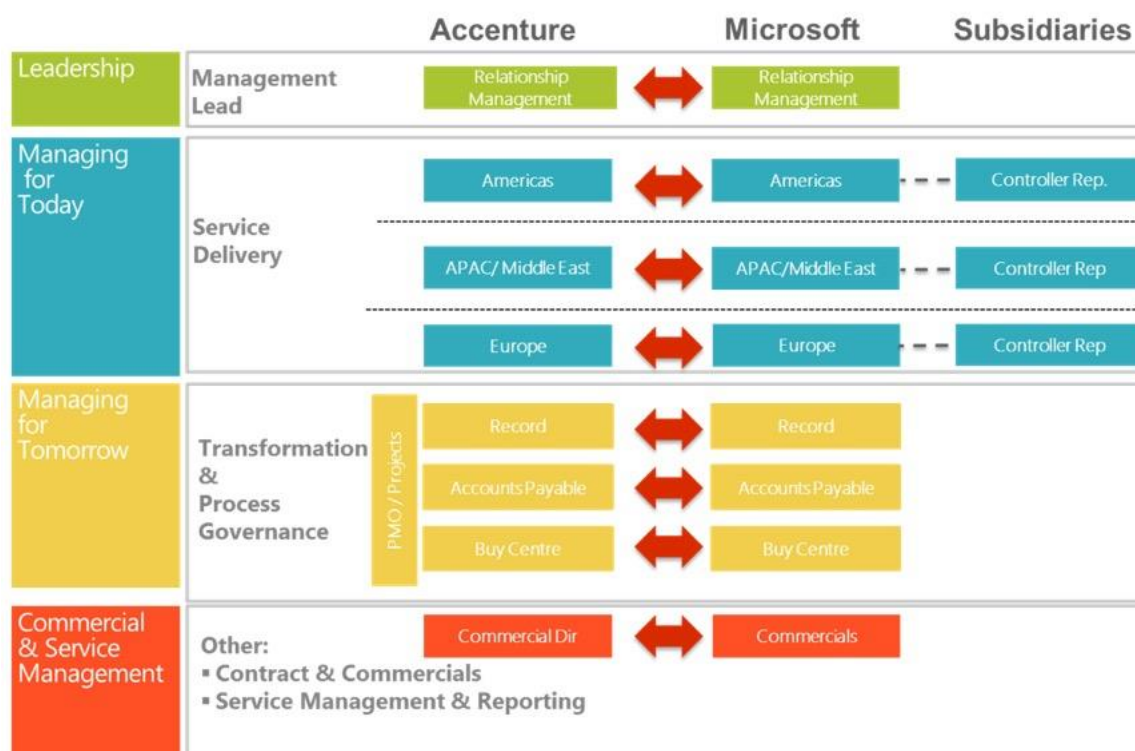 Accenture Microsoft Subsidiaries
Leadership
Management
Lead
Relationship
Management
Relationship
Management
Managing
for
Today
Service
Delivery
Americas
Americas
Controller Rep.
APAC/ Middle East
APAC/Middle East
Controller Rep
Europe
Europe
Controller Rep
Managing
for
Tomorrow
Transformation
&
Process
Governance
PMO / Projects
Record
Record
Accounts Payable
Accounts Payable
Buy Centre
Buy Centre
Commercial
& Service
Management
Other:
▪ Contract & Commercials
▪ Service Management & Reporting
Commercial Dir
Commercials